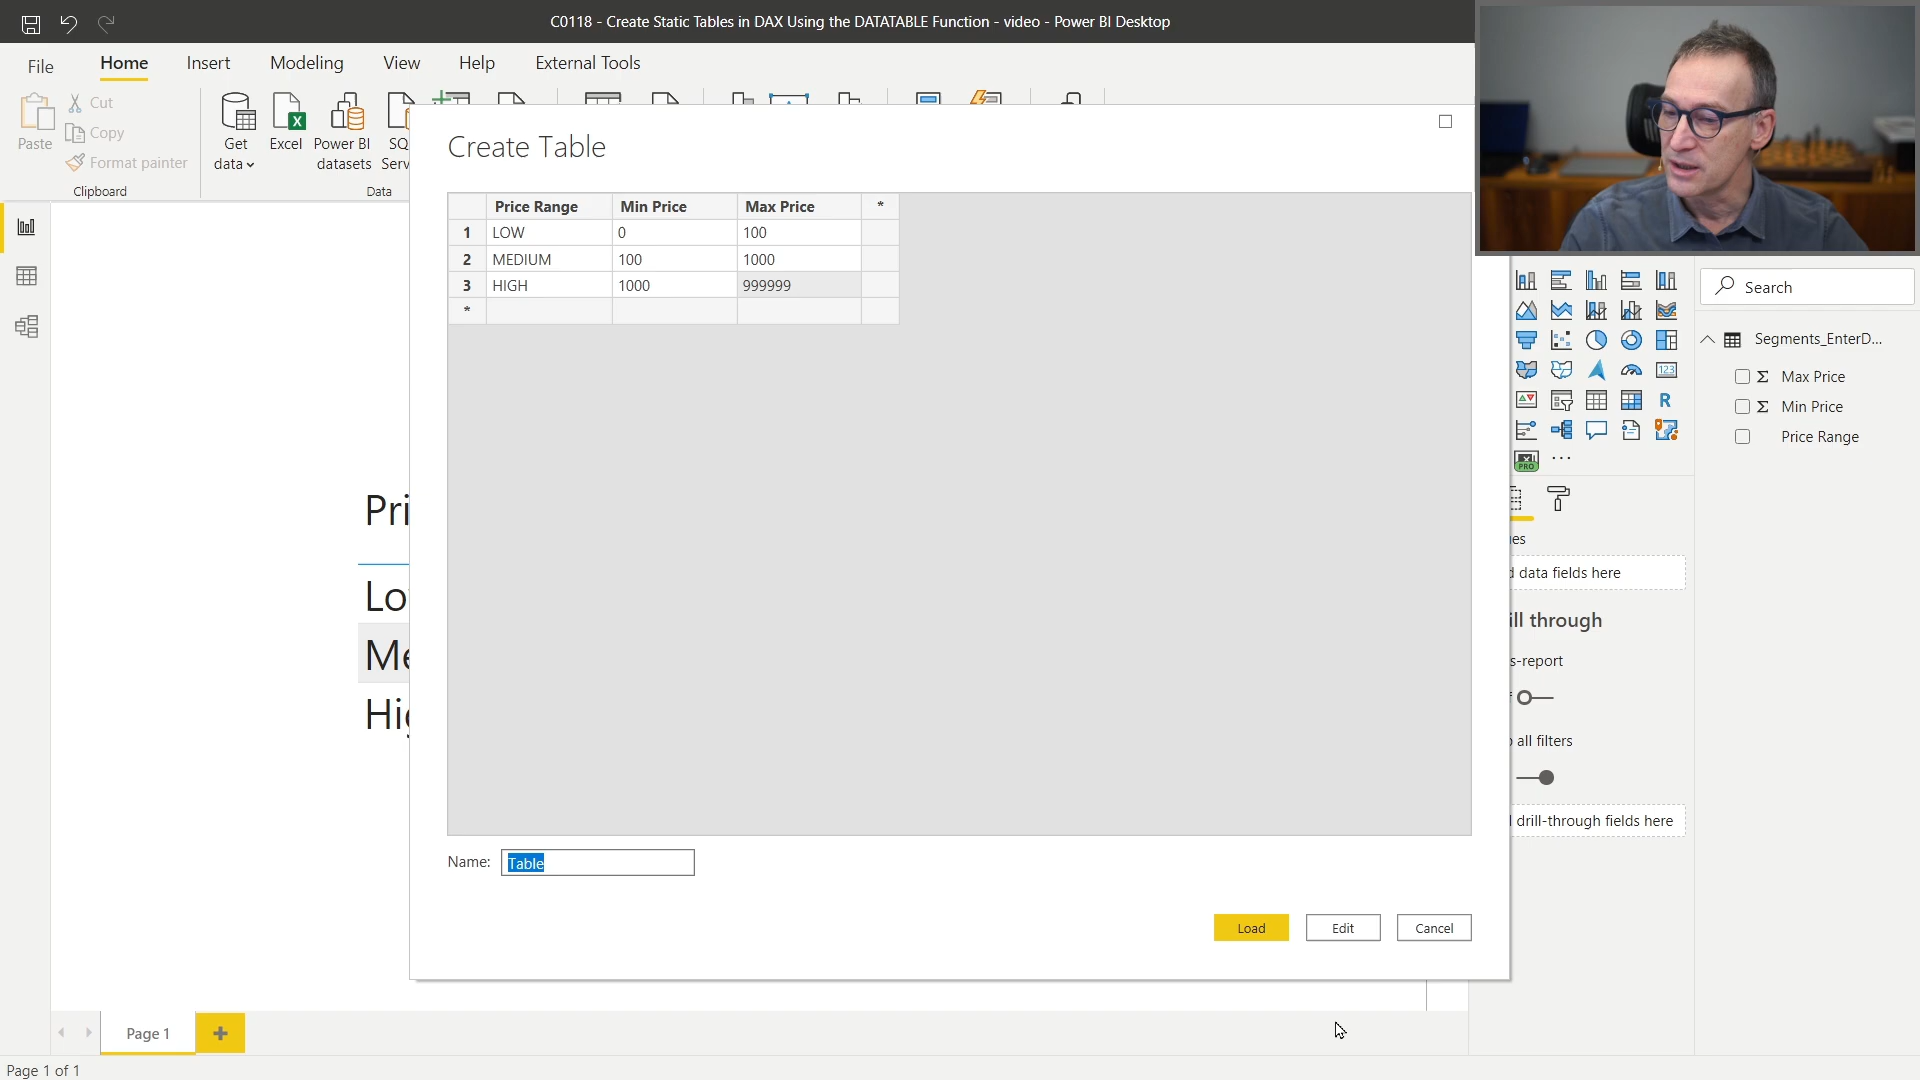 C0118 - Create Static Tables in DAX Using the DATATABLE Function - video - Power BI Desktop
File Home Insert Modeling View Help External Tools
Paste
Cut
Copy
Format painter
Clipboard
Get data
Excel
Power BI datasets
SQ
Serv
Data
Create Table
Price Range Min Price Max Price *
1 LOW 0 100
2 MEDIUM 100 1000
3 HIGH 1000 999999
*
Name: Table
Load Edit Cancel
Pri
Lo
Me
Hig
Search
Segments_EnterD...
Σ Max Price
Σ Min Price
Price Range
123
R
PRO
...
es
d data fields here
ill through
s-report
all filters
drill-through fields here
Page 1
+
Page 1 of 1